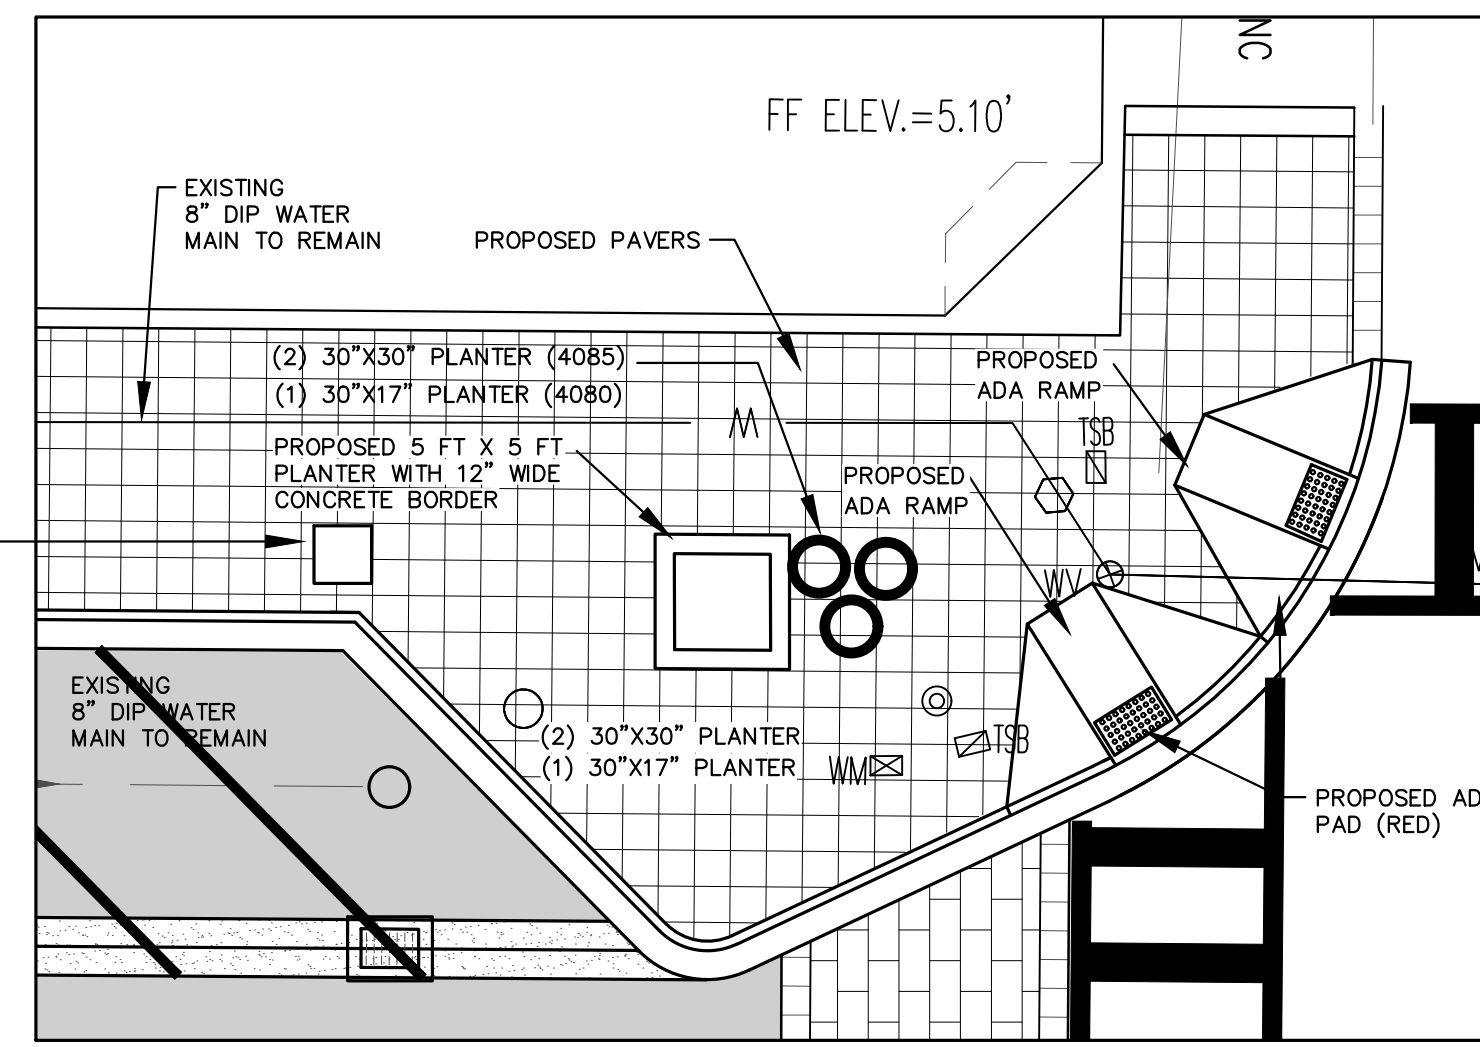 NC
FF ELEV.=5.10'
EXISTING
8" DIP WATER
MAIN TO REMAIN
PROPOSED PAVERS
(2) 30"X30" PLANTER (4085)
(1) 30"X17" PLANTER (4080)
PROPOSED
ADA RAMP
W
TSB
PROPOSED 5 FT X 5 FT
PLANTER WITH 12" WIDE
CONCRETE BORDER
PROPOSED
ADA RAMP
WV
EXISTING
8" DIP WATER
MAIN TO REMAIN
(2) 30"X30" PLANTER
(1) 30"X17" PLANTER
WM
TSB
PROPOSED AD
PAD (RED)